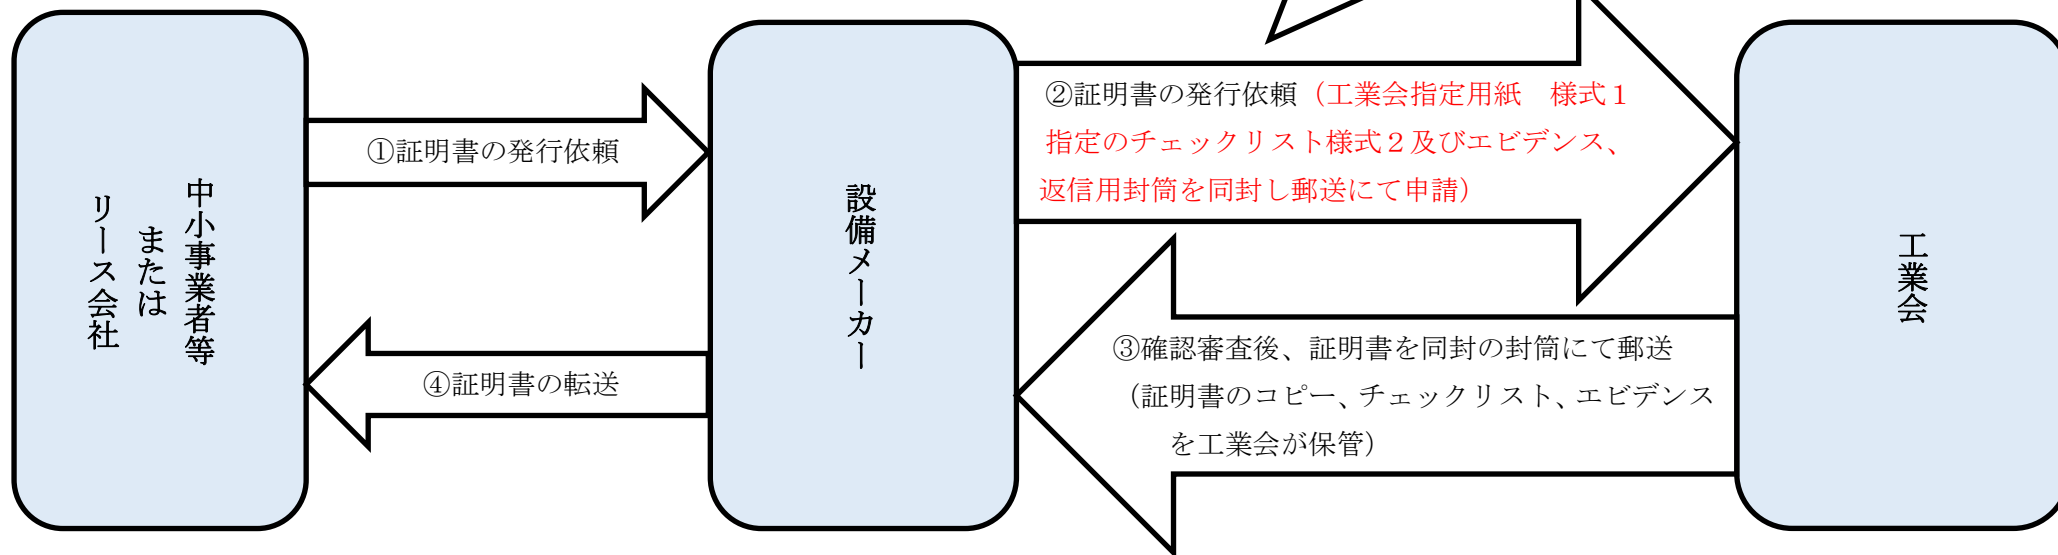 中小事業者等
または
リース会社
①証明書の発行依頼
④証明書の転送
設備メーカー
②証明書の発行依頼（工業会指定用紙　様式１
指定のチェックリスト様式２及びエビデンス、
返信用封筒を同封し郵送にて申請）
③確認審査後、証明書を同封の封筒にて郵送
（証明書のコピー、チェックリスト、エビデンス
を工業会が保管）
工業会